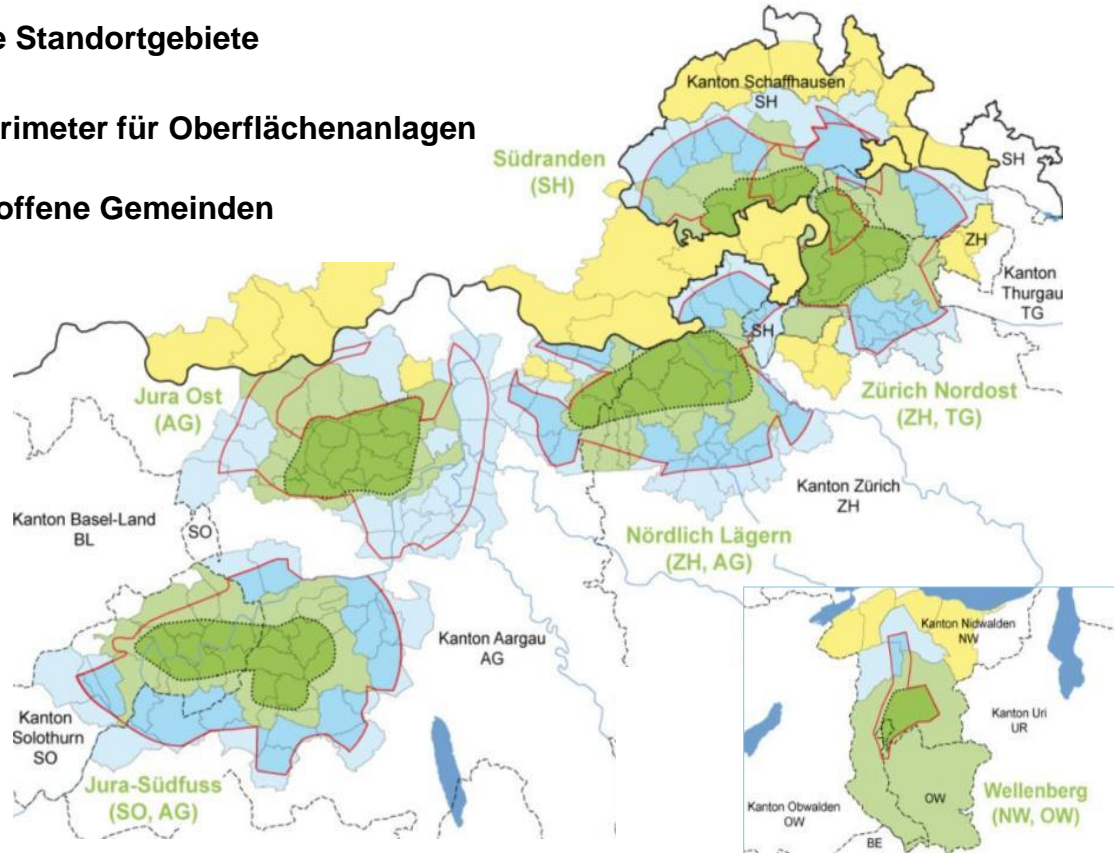 e Standortgebiete
rimeter für Oberflächenanlagen
offene Gemeinden
Kanton Schaffhausen
SH
SH
Südranden
(SH)
ZH
Kanton
Thurgau
TG
SH
Jura Ost
(AG)
Zürich Nordost
(ZH, TG)
Kanton Zürich
ZH
Kanton Basel-Land
BL
SO
Nördlich Lägern
(ZH, AG)
Kanton Aargau
AG
Kanton
Solothurn
SO
Jura-Südfuss
(SO, AG)
Kanton Nidwalden
NW
Kanton Uri
UR
OW
Wellenberg
(NW, OW)
Kanton Obwalden
OW
BE